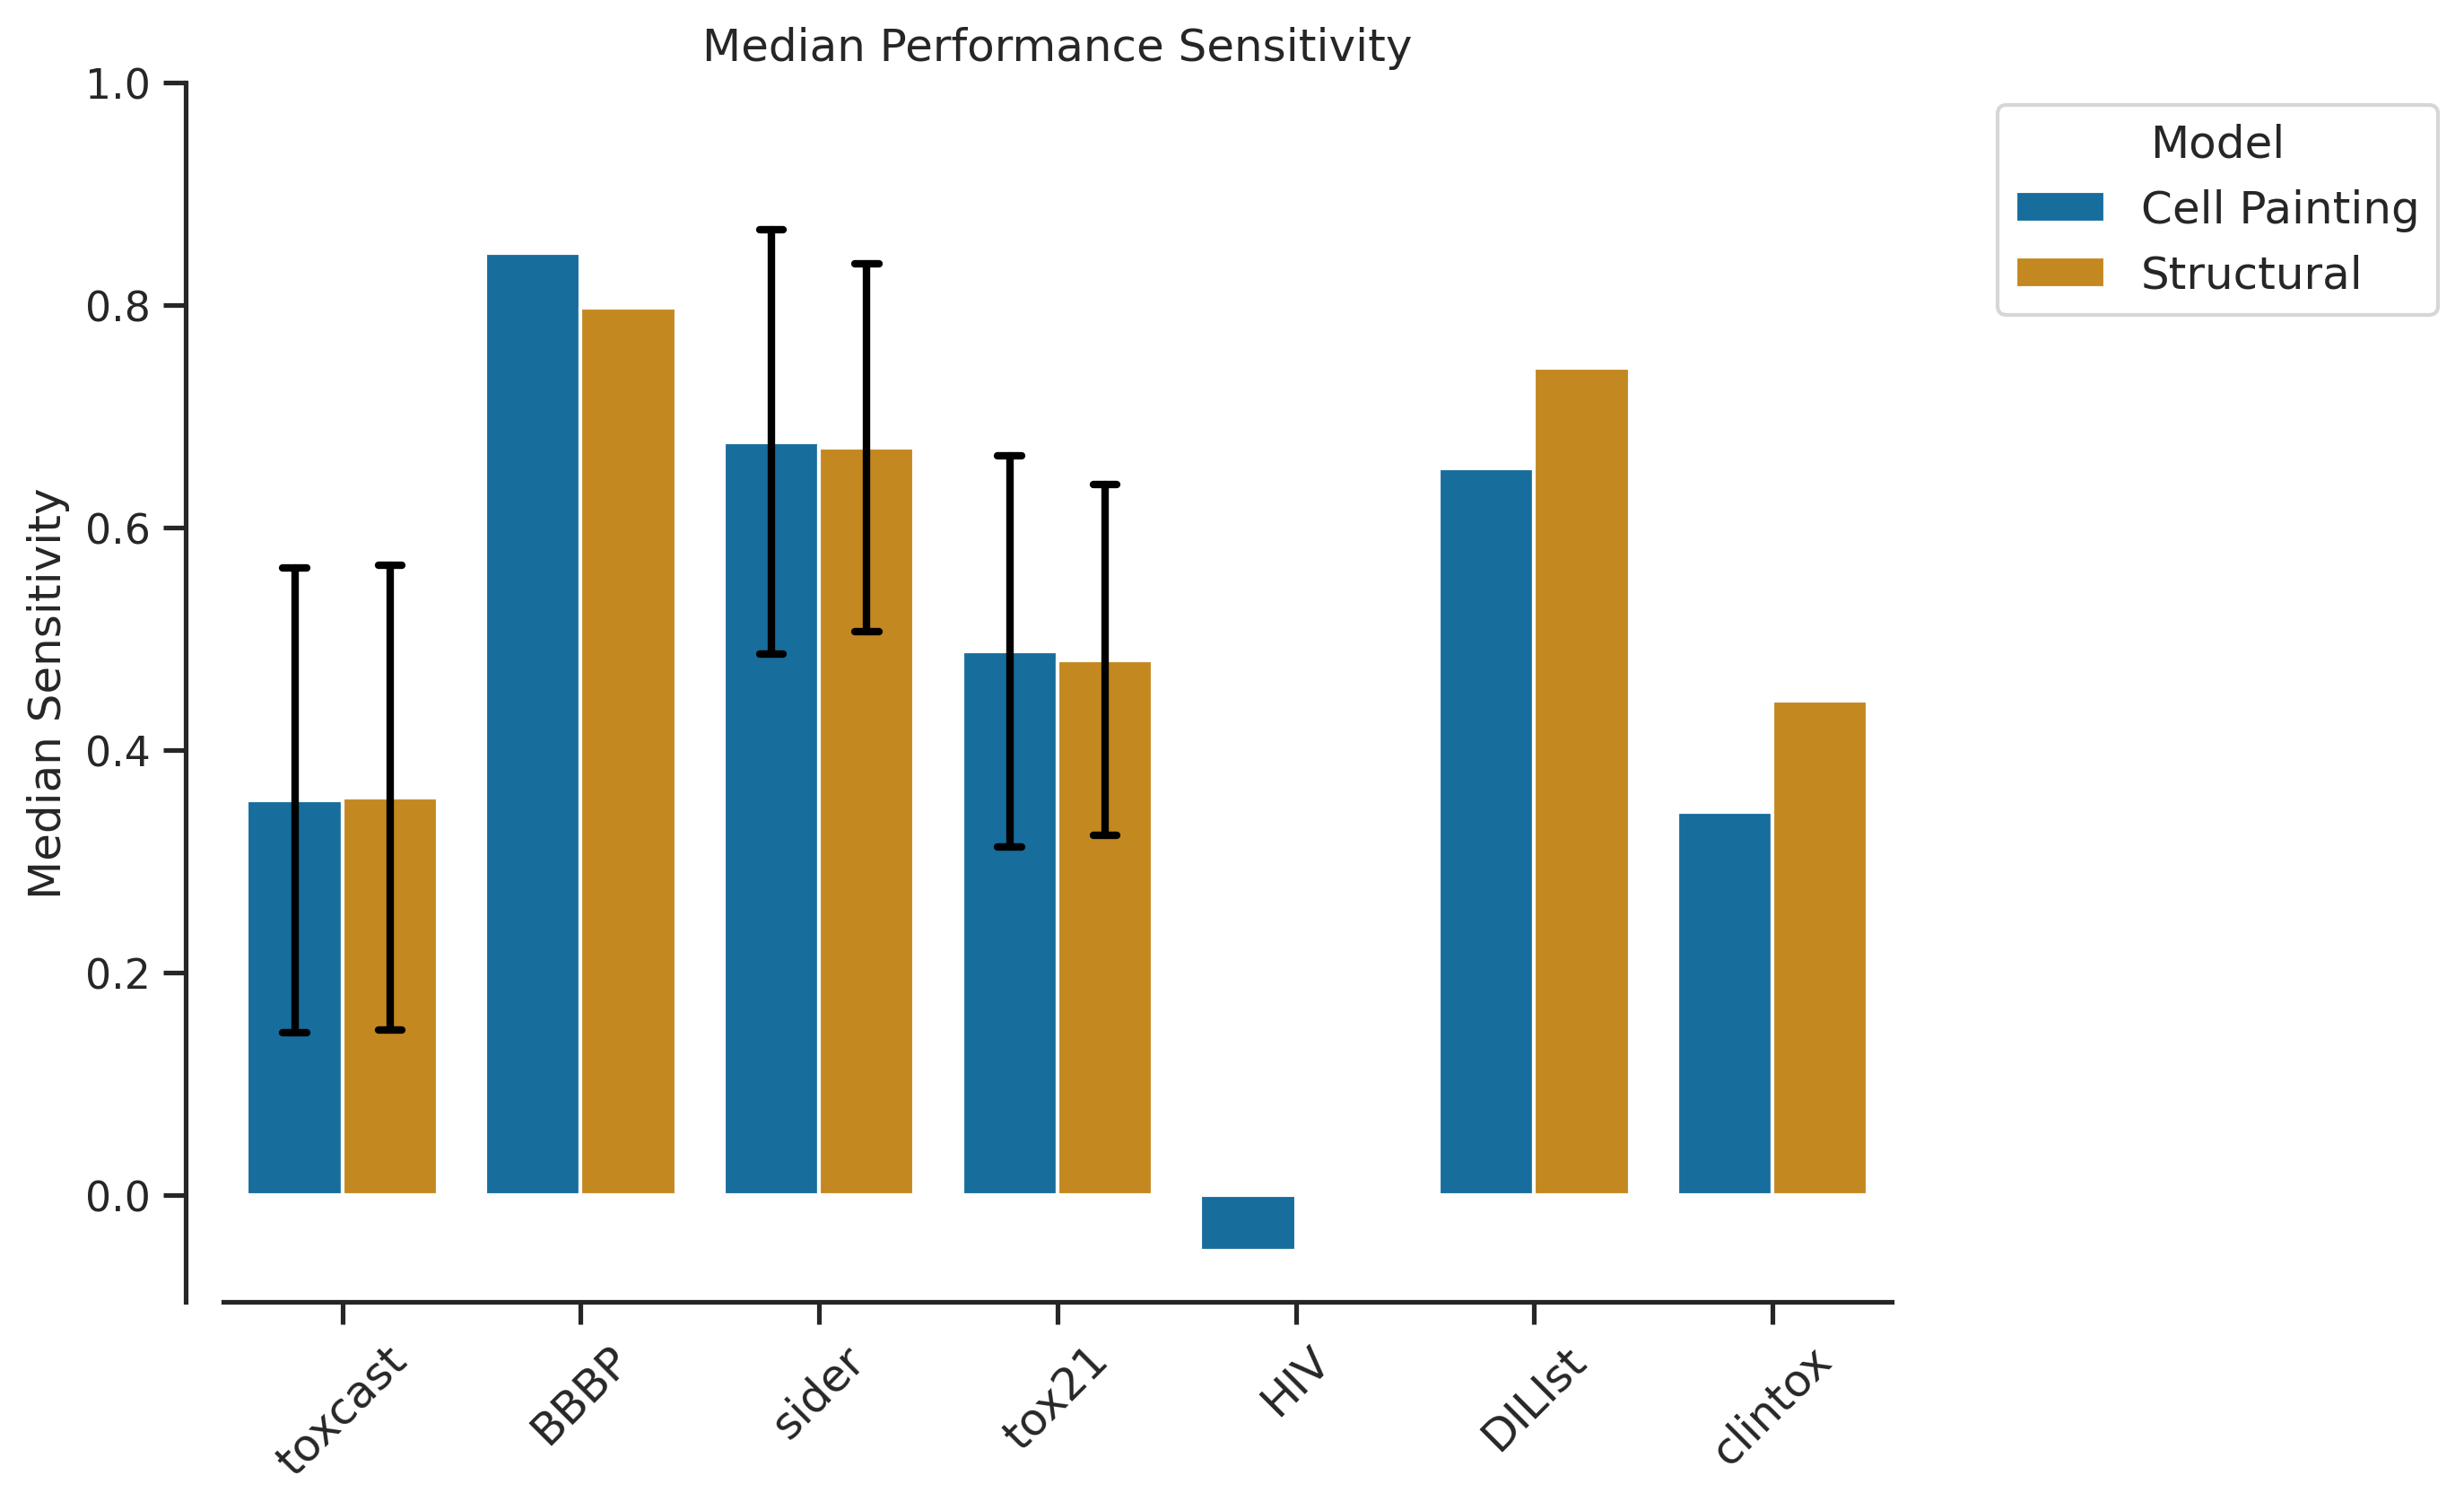 Median Performance Sensitivity
1.0
0.8
0.6
0.4
0.2
0.0
Median Sensitivity
toxcast
BBBP
sider
tox21
HIV
DILIst
clintox
Model
Cell Painting
Structural